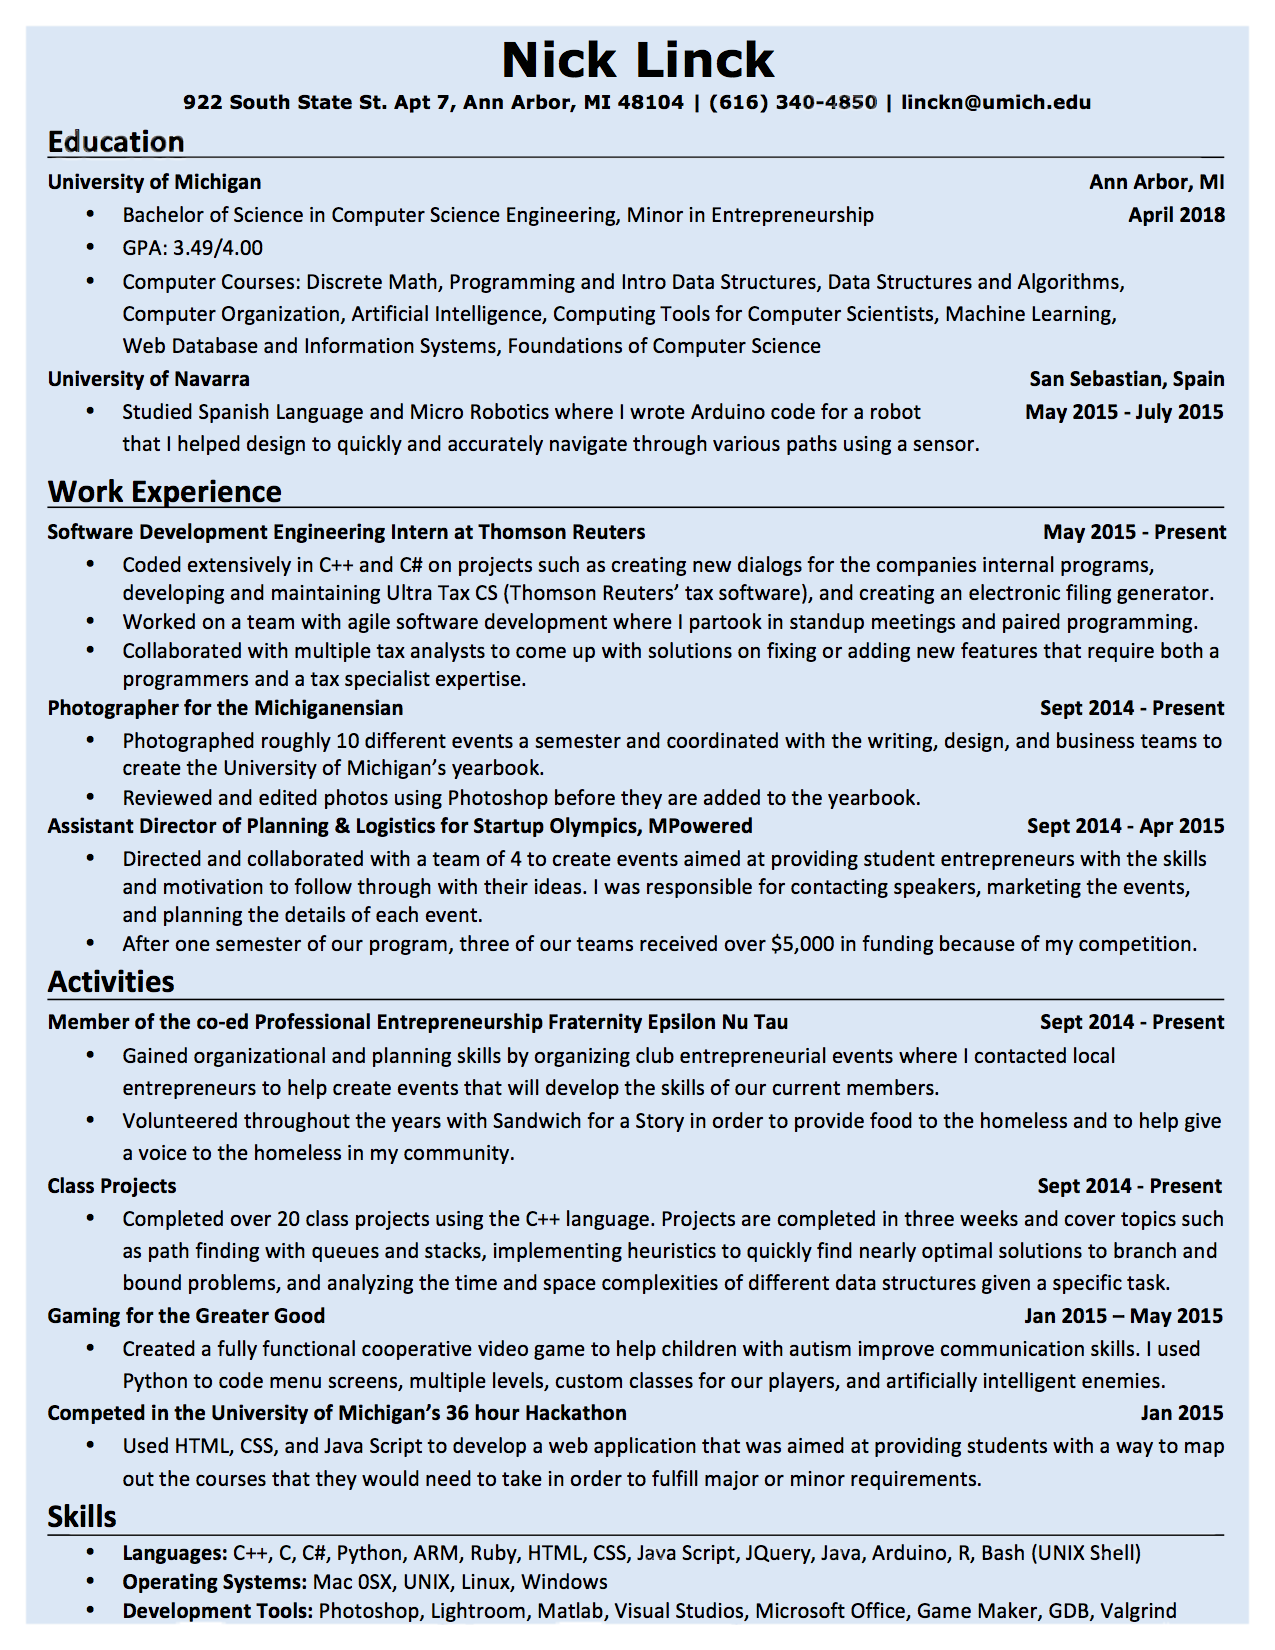 Nick Linck
922 South State St. Apt 7, Ann Arbor, MI 48104 | (616) 340-4850 | linckn@umich.edu
Education
University of Michigan Ann Arbor, MI
• Bachelor of Science in Computer Science Engineering, Minor in Entrepreneurship April 2018
• GPA: 3.49/4.00
• Computer Courses: Discrete Math, Programming and Intro Data Structures, Data Structures and Algorithms,
Computer Organization, Artificial Intelligence, Computing Tools for Computer Scientists, Machine Learning,
Web Database and Information Systems, Foundations of Computer Science
University of Navarra San Sebastian, Spain
• Studied Spanish Language and Micro Robotics where I wrote Arduino code for a robot May 2015 - July 2015
that I helped design to quickly and accurately navigate through various paths using a sensor.
Work Experience
Software Development Engineering Intern at Thomson Reuters May 2015 - Present
• Coded extensively in C++ and C# on projects such as creating new dialogs for the companies internal programs,
developing and maintaining Ultra Tax CS (Thomson Reuters’ tax software), and creating an electronic filing generator.
• Worked on a team with agile software development where I partook in standup meetings and paired programming.
• Collaborated with multiple tax analysts to come up with solutions on fixing or adding new features that require both a
programmers and a tax specialist expertise.
Photographer for the Michiganensian Sept 2014 - Present
• Photographed roughly 10 different events a semester and coordinated with the writing, design, and business teams to
create the University of Michigan’s yearbook.
• Reviewed and edited photos using Photoshop before they are added to the yearbook.
Assistant Director of Planning & Logistics for Startup Olympics, MPowered Sept 2014 - Apr 2015
• Directed and collaborated with a team of 4 to create events aimed at providing student entrepreneurs with the skills
and motivation to follow through with their ideas. I was responsible for contacting speakers, marketing the events,
and planning the details of each event.
• After one semester of our program, three of our teams received over $5,000 in funding because of my competition.
Activities
Member of the co-ed Professional Entrepreneurship Fraternity Epsilon Nu Tau Sept 2014 - Present
• Gained organizational and planning skills by organizing club entrepreneurial events where I contacted local
entrepreneurs to help create events that will develop the skills of our current members.
• Volunteered throughout the years with Sandwich for a Story in order to provide food to the homeless and to help give
a voice to the homeless in my community.
Class Projects Sept 2014 - Present
• Completed over 20 class projects using the C++ language. Projects are completed in three weeks and cover topics such
as path finding with queues and stacks, implementing heuristics to quickly find nearly optimal solutions to branch and
bound problems, and analyzing the time and space complexities of different data structures given a specific task.
Gaming for the Greater Good Jan 2015 – May 2015
• Created a fully functional cooperative video game to help children with autism improve communication skills. I used
Python to code menu screens, multiple levels, custom classes for our players, and artificially intelligent enemies.
Competed in the University of Michigan’s 36 hour Hackathon Jan 2015
• Used HTML, CSS, and Java Script to develop a web application that was aimed at providing students with a way to map
out the courses that they would need to take in order to fulfill major or minor requirements.
Skills
• Languages: C++, C, C#, Python, ARM, Ruby, HTML, CSS, Java Script, JQuery, Java, Arduino, R, Bash (UNIX Shell)
• Operating Systems: Mac 0SX, UNIX, Linux, Windows
• Development Tools: Photoshop, Lightroom, Matlab, Visual Studios, Microsoft Office, Game Maker, GDB, Valgrind